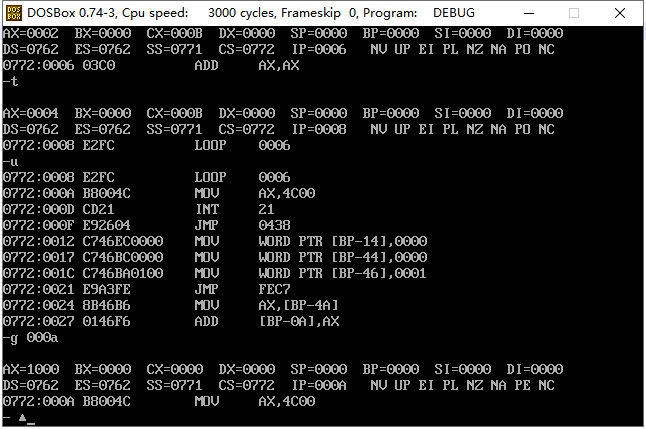 DOSBox 0.74-3, Cpu speed: 3000 cycles, Frameskip 0, Program: DEBUG
AX=0002 BX=0000 CX=000B DX=0000 SP=0000 BP=0000 SI=0000 DI=0000
DS=0762 ES=0762 SS=0771 CS=0772 IP=0006 NV UP EI PL NZ NA PO NC
0772:0006 03C0 ADD AX,AX
-t
AX=0004 BX=0000 CX=000B DX=0000 SP=0000 BP=0000 SI=0000 DI=0000
DS=0762 ES=0762 SS=0771 CS=0772 IP=0008 NV UP EI PL NZ NA PO NC
0772:0008 E2FC LOOP 0006
-u
0772:0008 E2FC LOOP 0006
0772:000A B8004C MOV AX,4C00
0772:000D CD21 INT 21
0772:000F E92604 JMP 0438
0772:0012 C746EC0000 MOV WORD PTR [BP-14],0000
0772:0017 C746BC0000 MOV WORD PTR [BP-44],0000
0772:001C C746BA0100 MOV WORD PTR [BP-46],0001
0772:0021 E9A3FE JMP FEC7
0772:0024 8B46B6 MOV AX,[BP-4A]
0772:0027 0146F6 ADD [BP-0A],AX
-g 000a
AX=1000 BX=0000 CX=0000 DX=0000 SP=0000 BP=0000 SI=0000 DI=0000
DS=0762 ES=0762 SS=0771 CS=0772 IP=000A NV UP EI PL NZ NA PE NC
0772:000A B8004C MOV AX,4C00
- ▲_